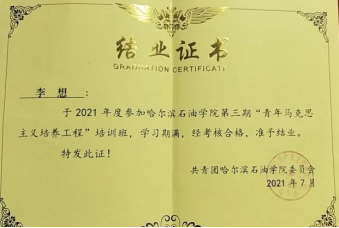 结业证书
GRADUATION CERTIFICATE
李想：
于2021年度参加哈尔滨石油学院第三期“青年马克思
主义培养工程”培训班，学习期满，经考核合格，准予结业。
特发此证！
共青团哈尔滨石油学院委员会
2021年7月